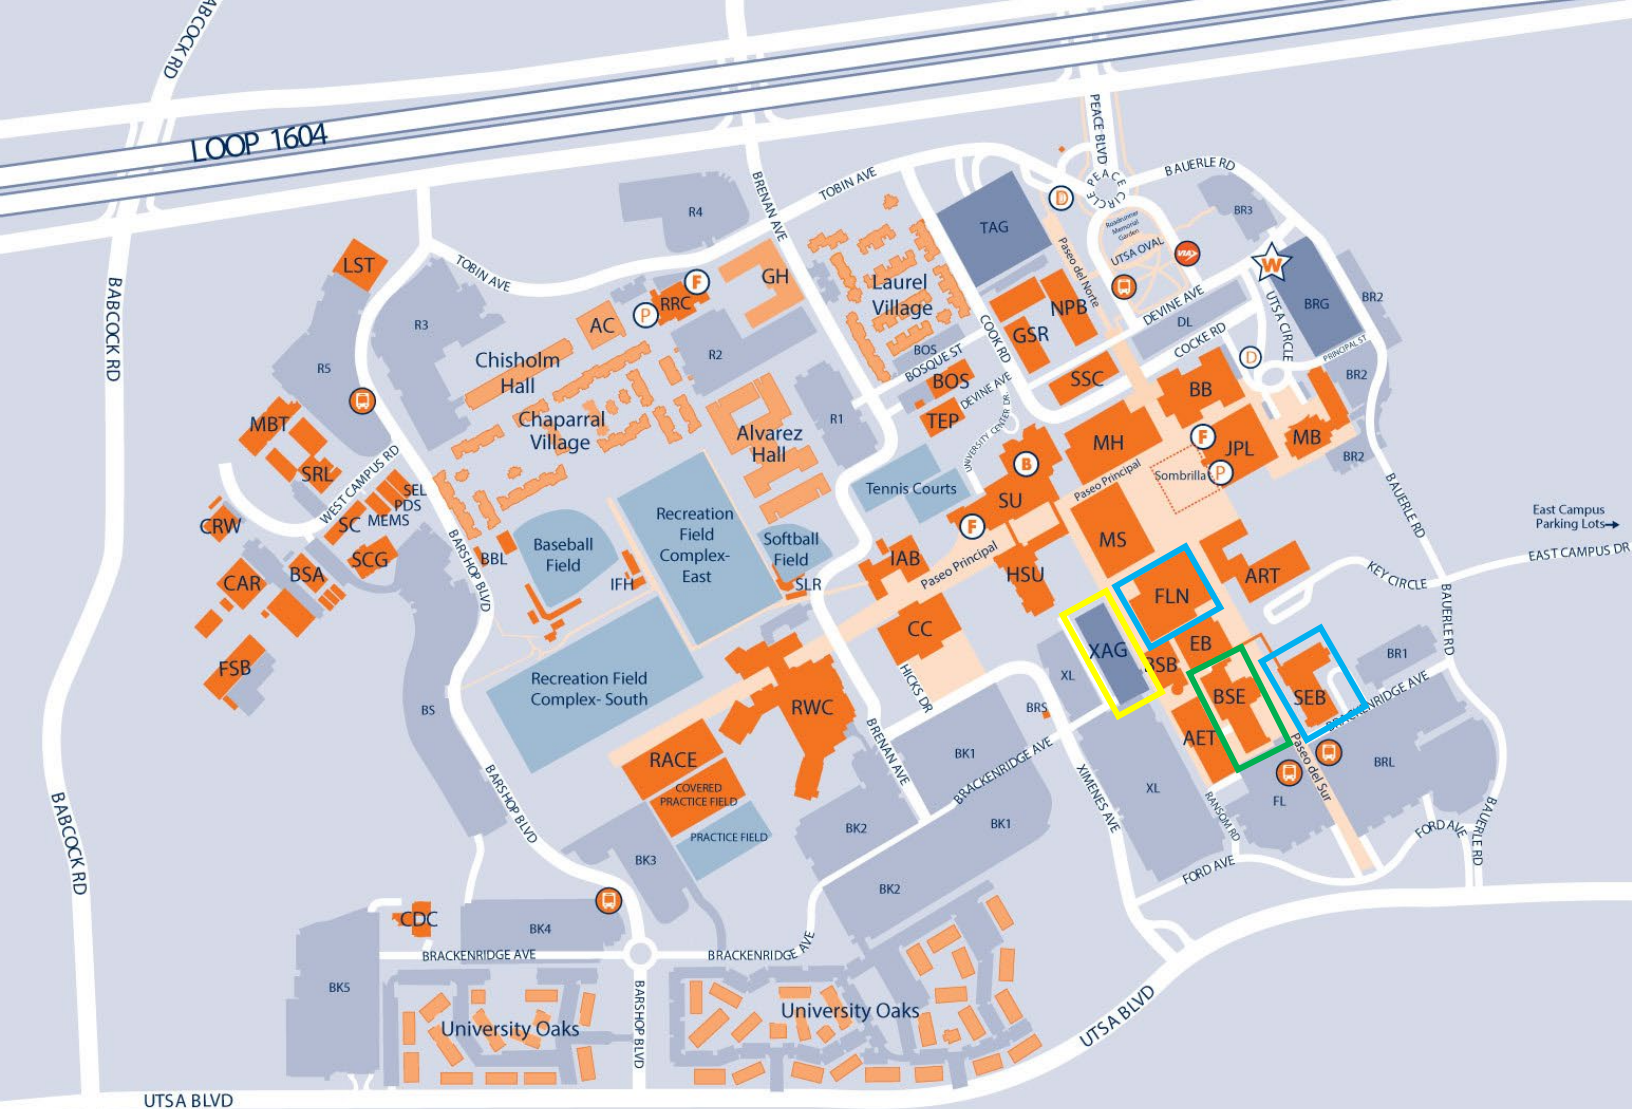 BABCOCK RD
LOOP 1604
PEACE BLVD
BRENAN AVE
TOBIN AVE
PEACE CIRCLE
BAUERLE RD
R4
D
BR3
Roadrunner
Memorial
Garden
TAG
Paseo del Norte
UTSA OVAL
VIA
W
LST
TOBIN AVE
GH
F
RRC
P
Laurel
Village
NPB
DEVINE AVE
UTSA CIRCLE
BRG
BR2
BABCOCK RD
R3
AC
R2
GSR
DL
COCKE RD
COOK RD
BOS
BOSQUE ST
PRINCIPAL ST
D
R5
Chisholm
Hall
BOS
DEVINE AVE
SSC
BB
BR2
MBT
Chaparral
Village
Alvarez
Hall
R1
TEP
UNIVERSITY CENTER DR
MH
F
JPL
MB
SRL
WEST CAMPUS RD
B
Paseo Principal
Sombrilla
P
BR2
SEL
PDS
MEMS
SC
CRW
Tennis Courts
SU
BAUERLE RD
Recreation
Field
Complex-
East
F
East Campus
Parking Lots
MS
Softball
Field
Baseball
Field
BBL
SCG
BARSHOP BLVD
IAB
Paseo Principal
EAST CAMPUS DR
CAR
BSA
IFH
SLR
HSU
ART
KEY CIRCLE
FLN
BAUERLE RD
CC
EB
XAG
BSB
FSB
Recreation Field
Complex- South
XL
BR1
HICKS DR
BS
RWC
BRS
BSE
SEB
BRACKENRIDGE AVE
AET
RACE
BRENAN AVE
BK1
BRACKENRIDGE AVE
Paseo del Sur
BRL
COVERED
PRACTICE FIELD
XIMENES AVE
XL
FL
BARSHOP BLVD
PRACTICE FIELD
BK2
BK1
RANSOM RD
FORD AVE
BAUERLE RD
BABCOCK RD
BK3
FORD AVE
BK2
CDC
BK4
BRACKENRIDGE AVE
BRACKENRIDGE AVE
BK5
University Oaks
BARSHOP BLVD
University Oaks
UTSA BLVD
UTSA BLVD